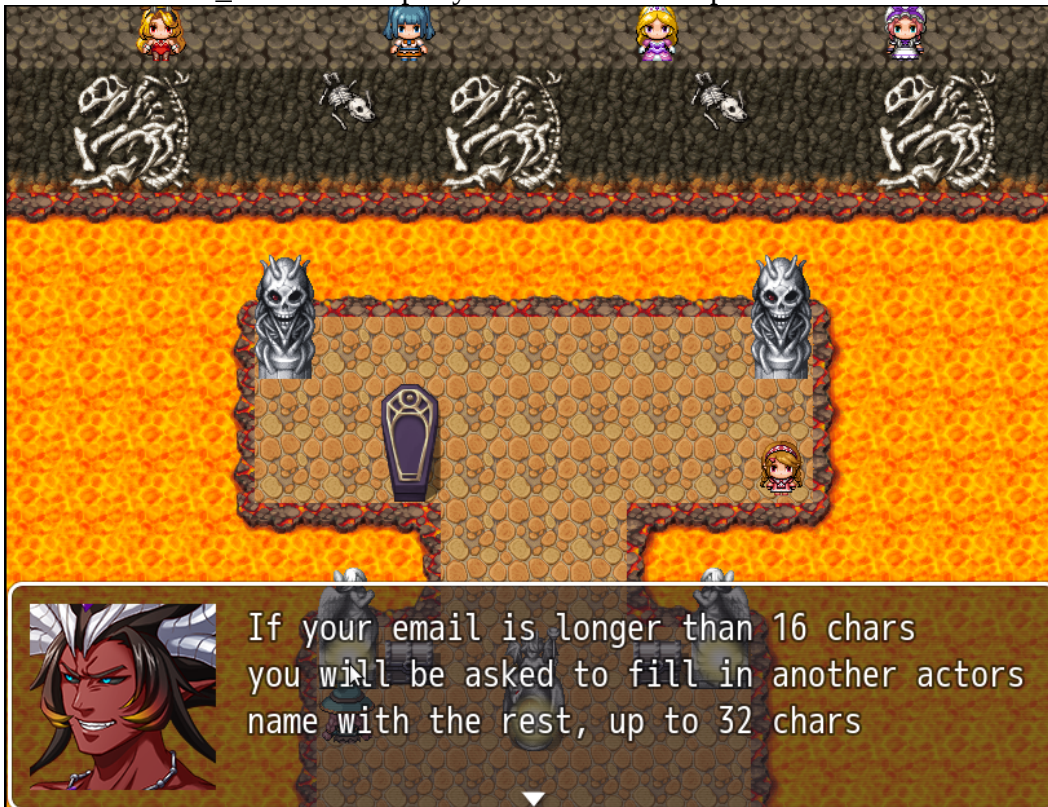 If your email is longer than 16 chars
you will be asked to fill in another actors
name with the rest, up to 32 chars